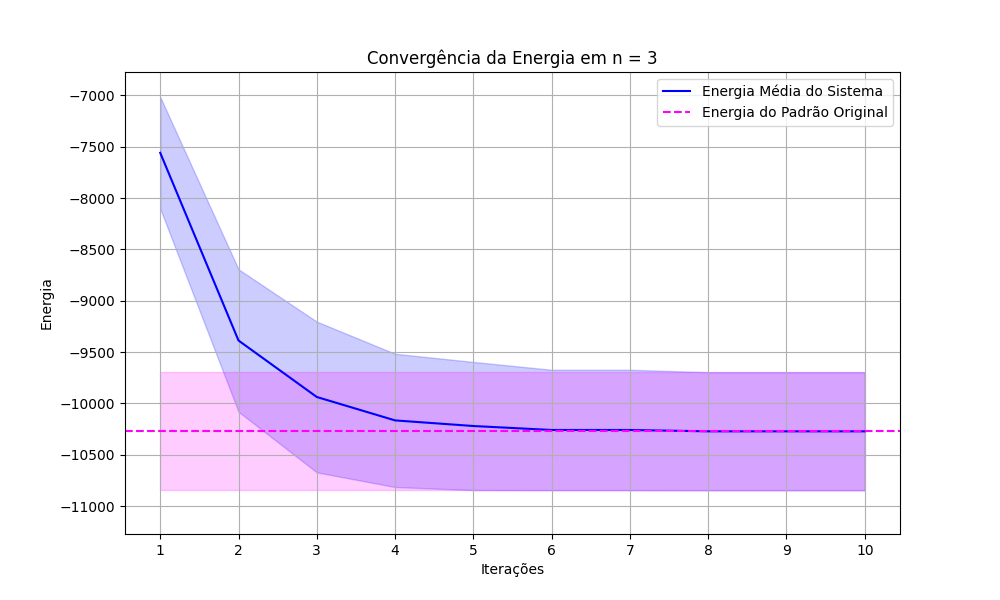 Convergência da Energia em n = 3
Energia Média do Sistema
Energia do Padrão Original
Energia
−7000
−7500
−8000
−8500
−9000
−9500
−10000
−10500
−11000
1 2 3 4 5 6 7 8 9 10
Iterações